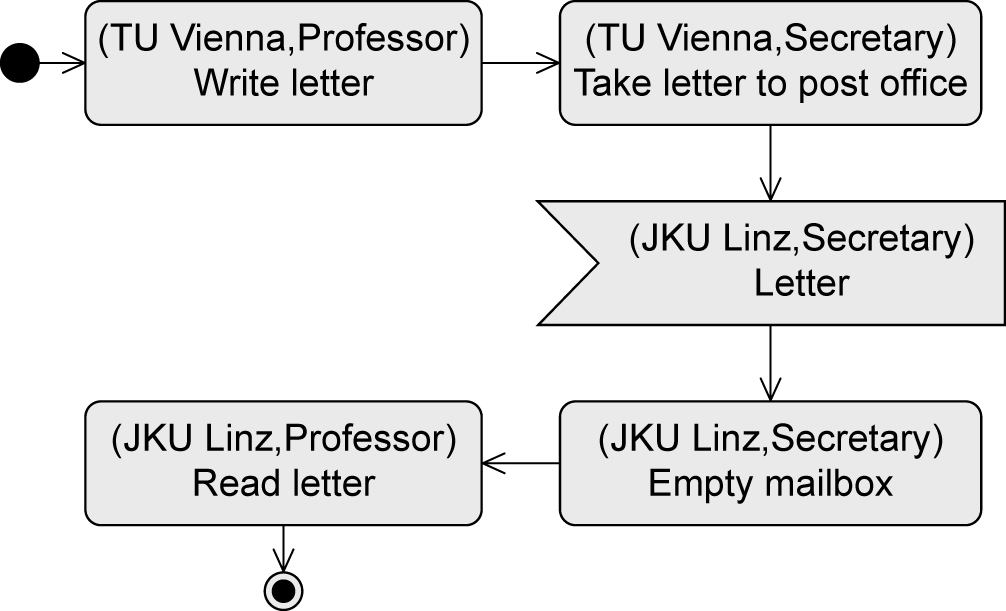 (TU Vienna,Professor)
Write letter
(TU Vienna,Secretary)
Take letter to post office
(JKU Linz,Secretary)
Letter
(JKU Linz,Professor)
Read letter
(JKU Linz,Secretary)
Empty mailbox